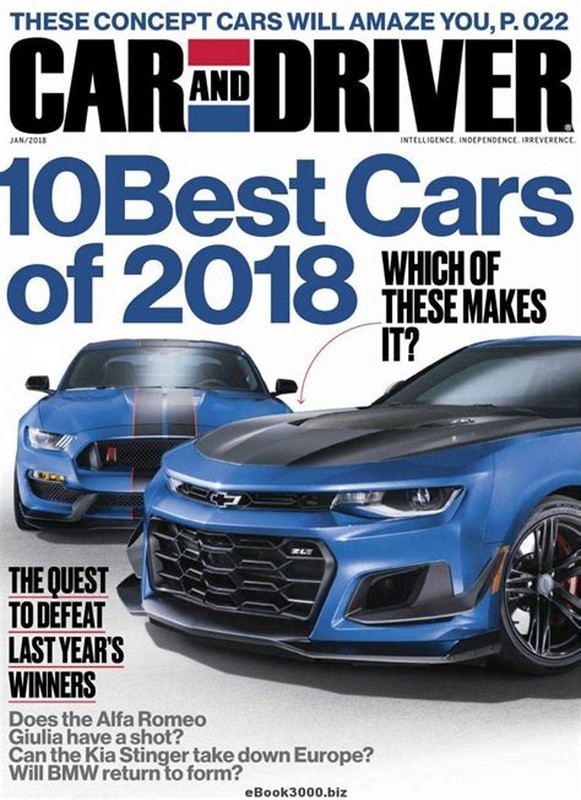 THESE CONCEPT CARS WILL AMAZE YOU, P. 022
CAR AND DRIVER®
JAN/2018
INTELLIGENCE. INDEPENDENCE. IRREVERENCE.
10Best Cars
of 2018
WHICH OF
THESE MAKES
IT?
ZL1
THE QUEST
TO DEFEAT
LAST YEAR'S
WINNERS
Does the Alfa Romeo
Giulia have a shot?
Can the Kia Stinger take down Europe?
Will BMW return to form?
eBook3000.biz